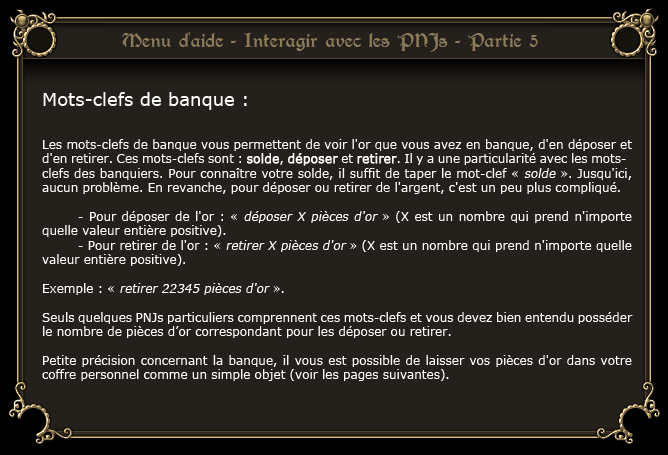 Menu d'aide - Interagir avec les PNJs - Partie 5
Mots-clefs de banque :
Les mots-clefs de banque vous permettent de voir l'or que vous avez en banque, d'en déposer et
d'en retirer. Ces mots-clefs sont : solde, déposer et retirer. Il y a une particularité avec les mots-
clefs des banquiers. Pour connaître votre solde, il suffit de taper le mot-clef « solde ». Jusqu'ici,
aucun problème. En revanche, pour déposer ou retirer de l'argent, c'est un peu plus compliqué.
- Pour déposer de l'or : « déposer X pièces d'or » (X est un nombre qui prend n'importe
quelle valeur entière positive).
- Pour retirer de l'or : « retirer X pièces d'or » (X est un nombre qui prend n'importe quelle
valeur entière positive).
Exemple : « retirer 22345 pièces d'or ».
Seuls quelques PNJs particuliers comprennent ces mots-clefs et vous devez bien entendu posséder
le nombre de pièces d’or correspondant pour les déposer ou retirer.
Petite précision concernant la banque, il vous est possible de laisser vos pièces d'or dans votre
coffre personnel comme un simple objet (voir les pages suivantes).